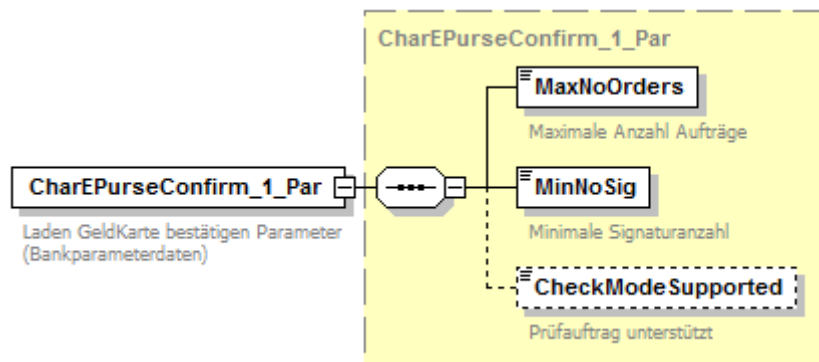 CharEPurseConfirm_1_Par
MaxNoOrders
Maximale Anzahl Aufträge
CharEPurseConfirm_1_Par
MinNoSig
Laden GeldKarte bestätigen Parameter
(Bankparameterdaten)
Minimale Signaturanzahl
CheckModeSupported
Prüfauftrag unterstützt